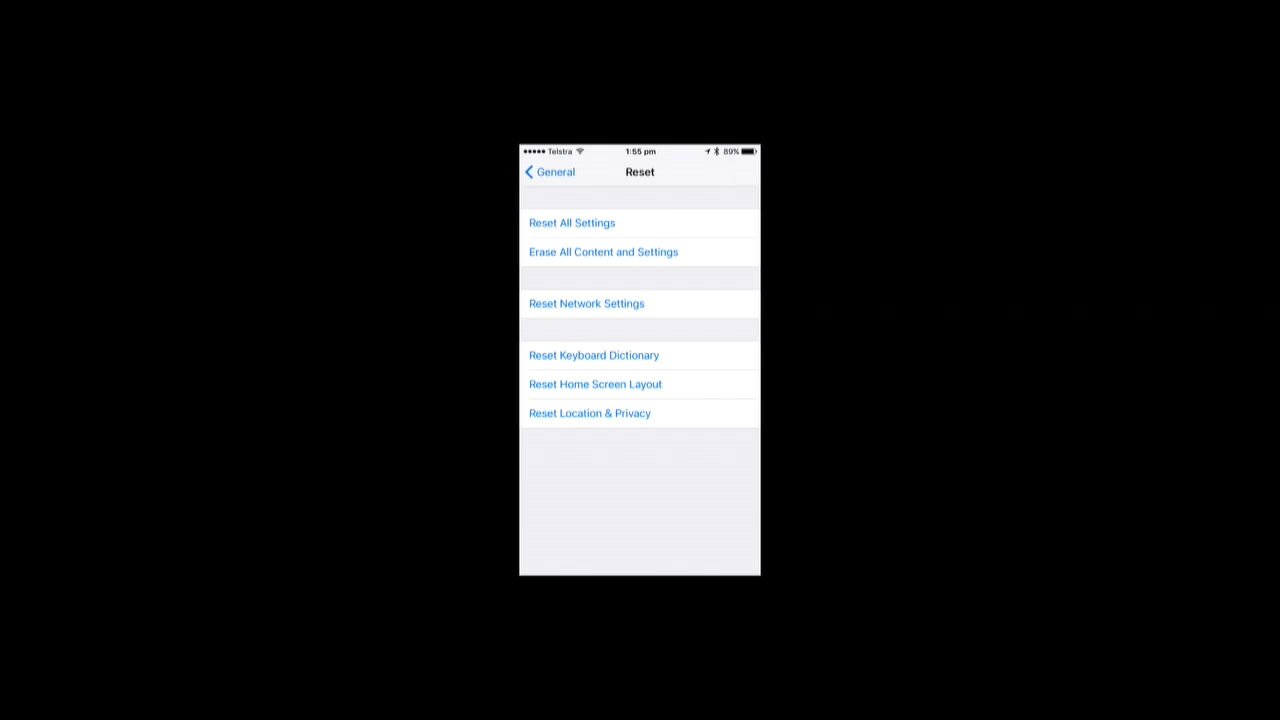 Telstra 1:55 pm 89%
General Reset
Reset All Settings
Erase All Content and Settings
Reset Network Settings
Reset Keyboard Dictionary
Reset Home Screen Layout
Reset Location & Privacy